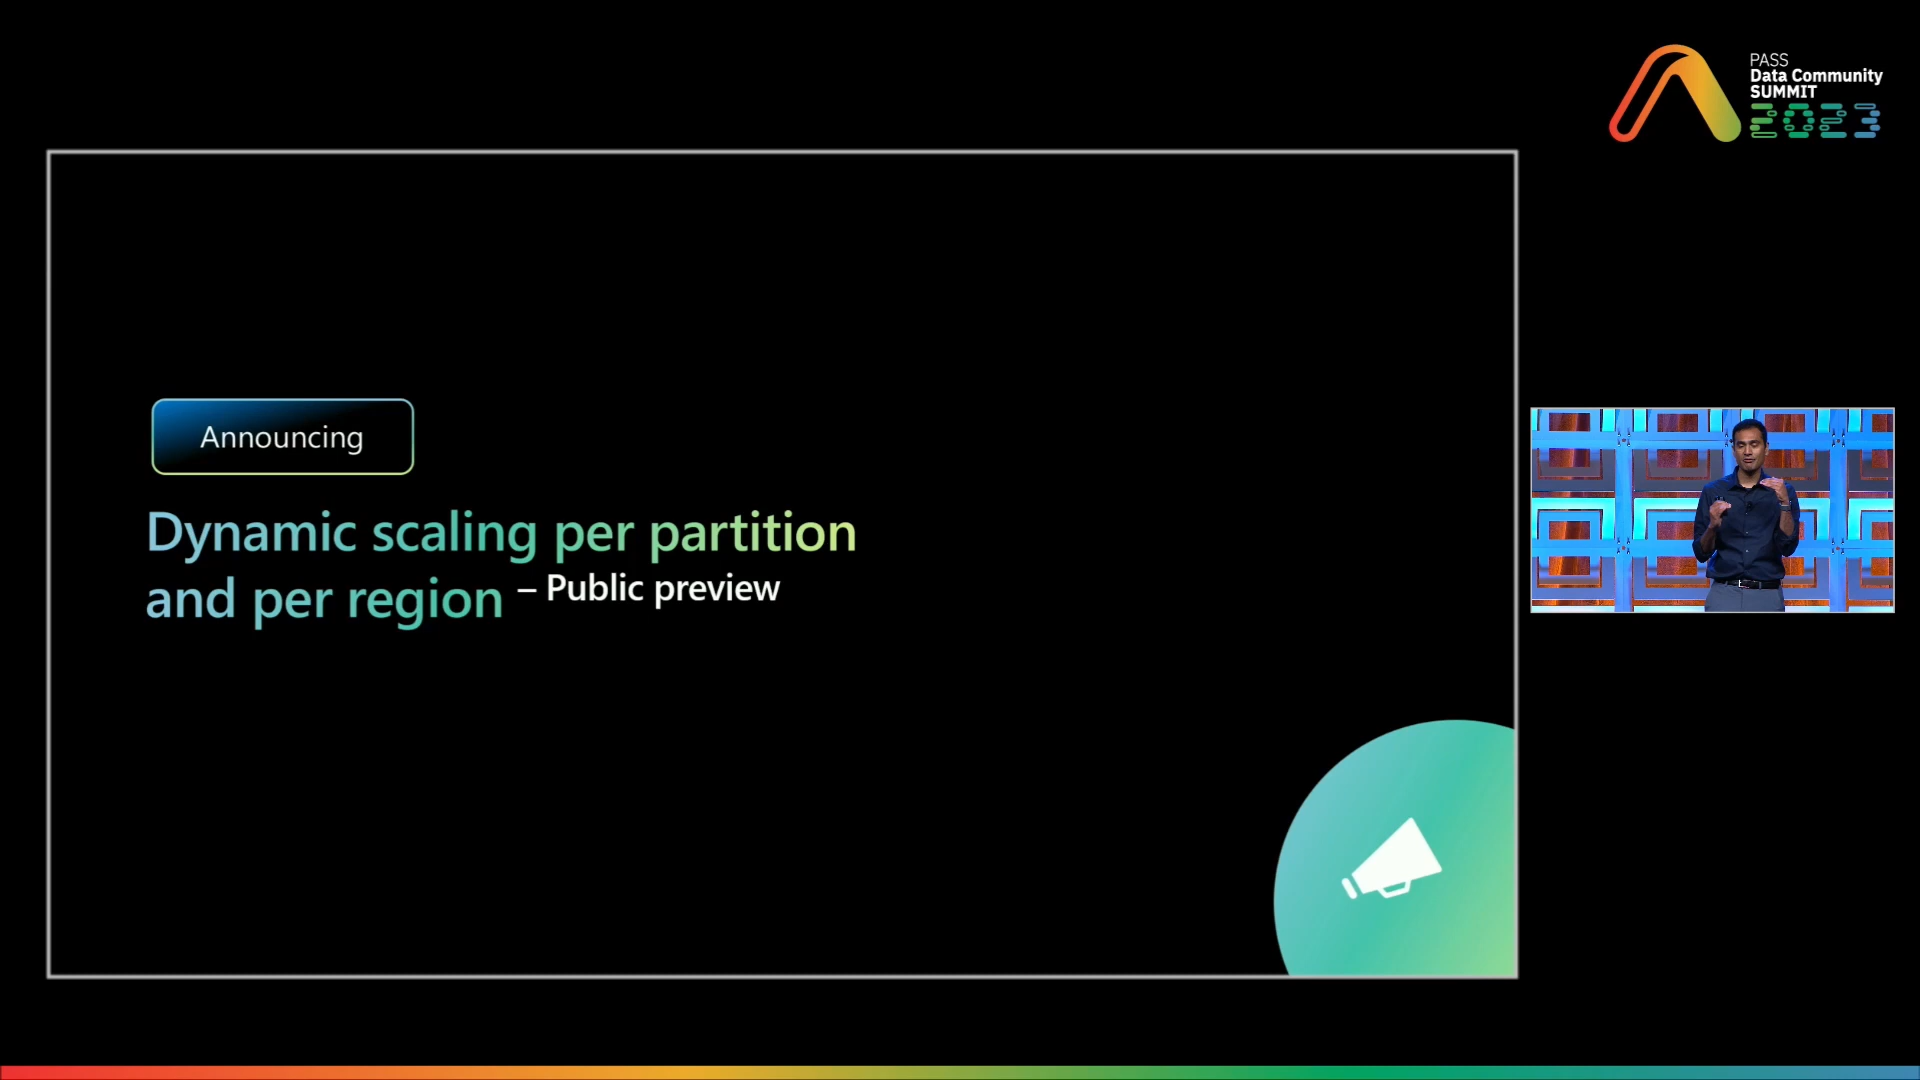 PASS
Data Community
SUMMIT
2023
Announcing
Dynamic scaling per partition
and per region – Public preview